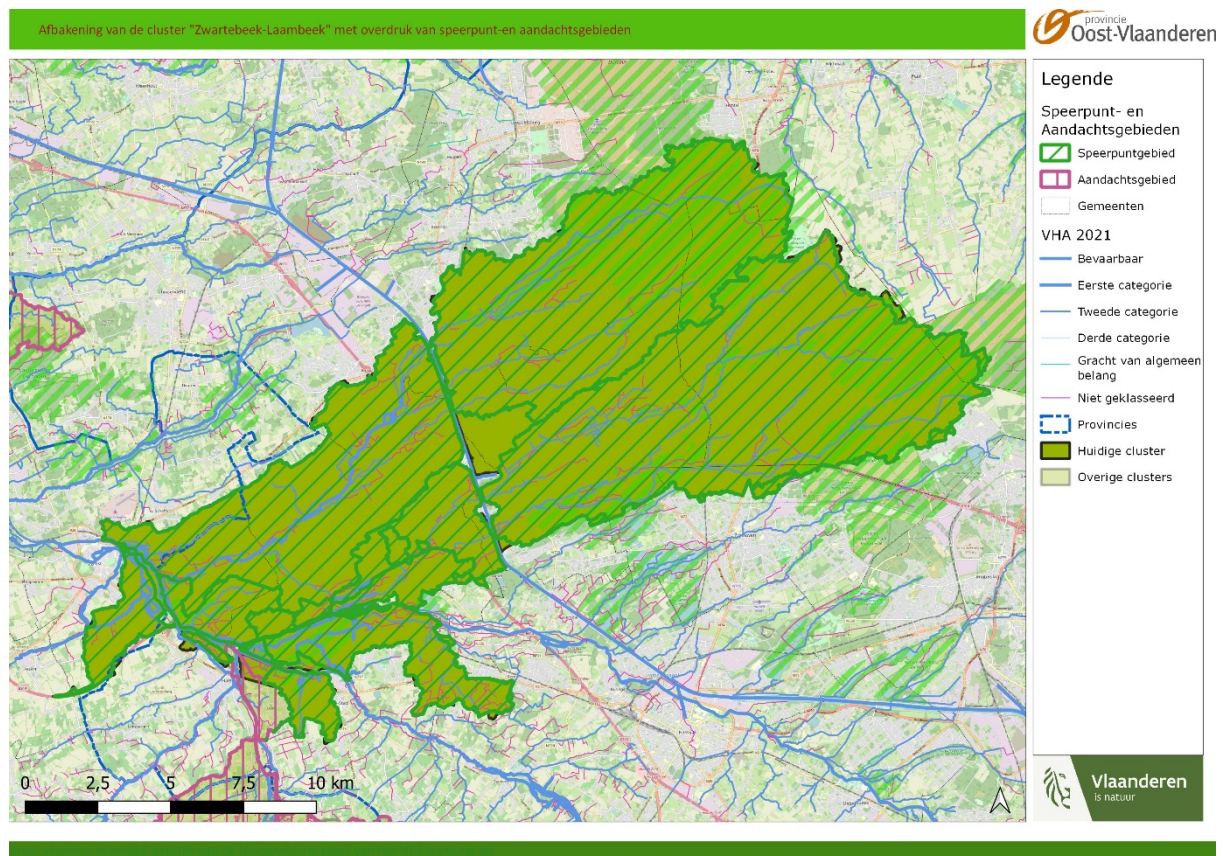 Afbakening van de cluster "Zwartebeek-Laambeek" met overdruk van speerpunt-en aandachtsgebieden
provincie
Oost-Vlaanderen
Legende
Speerpunt- en
Aandachtsgebieden
Speerpuntgebied
Aandachtsgebied
Gemeenten
VHA 2021
Bevaarbaar
Eerste categorie
Tweede categorie
Derde categorie
Gracht van algemeen
belang
Niet geklasseerd
Provincies
Huidige cluster
Overige clusters
0 2,5 5 7,5 10 km
Vlaanderen
is natuur